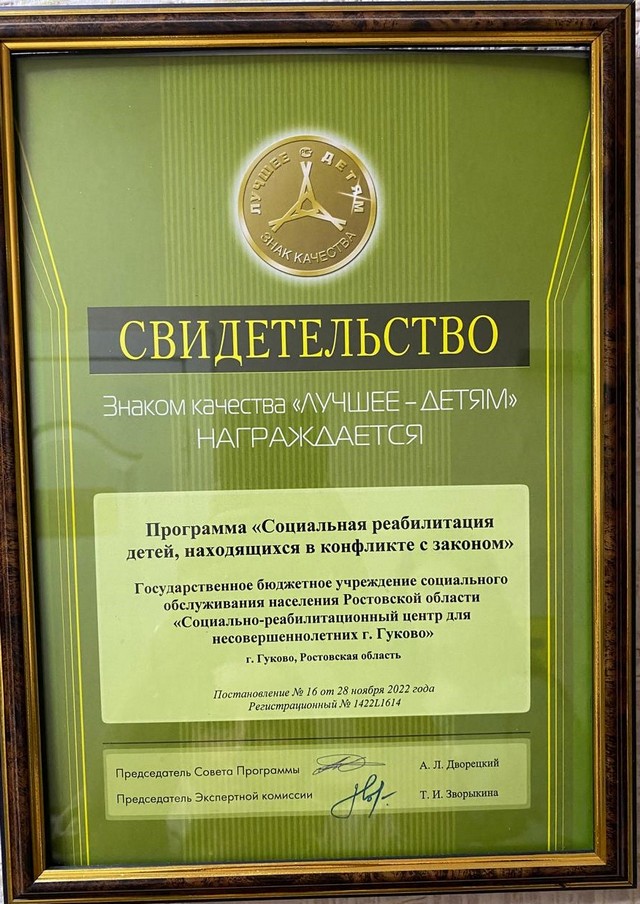 ЛУЧШЕЕ ДЕТЯМ
ЗНАК КАЧЕСТВА
СВИДЕТЕЛЬСТВО
Знаком качества «ЛУЧШЕЕ – ДЕТЯМ»
НАГРАЖДАЕТСЯ
Программа «Социальная реабилитация
детей, находящихся в конфликте с законом»
Государственное бюджетное учреждение социального
обслуживания населения Ростовской области
«Социально-реабилитационный центр для
несовершеннолетних г. Гуково»
г. Гуково, Ростовская область
Постановление № 16 от 28 ноября 2022 года
Регистрационный № 1422L1614
Председатель Совета Программы А. Л. Дворецкий
Председатель Экспертной комиссии Т. И. Зворыкина